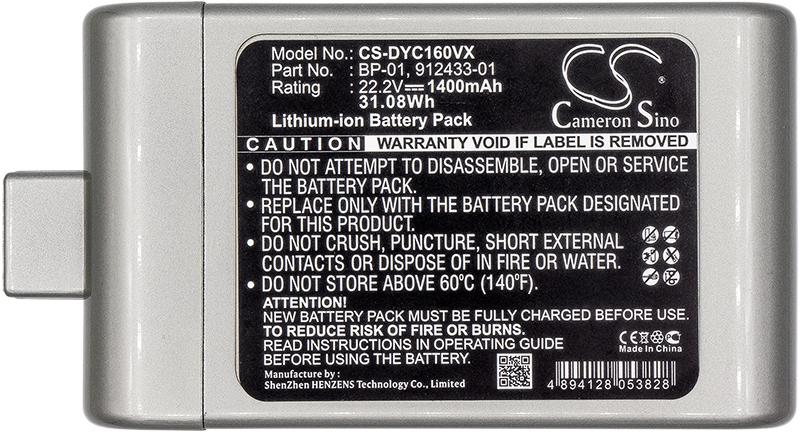 Model No.: CS-DYC160VX
Part No. : BP-01, 912433-01
Rating : 22.2V⎓1400mAh
31.08Wh
Lithium-ion Battery Pack
CS
Cameron Sino
CAUTION WARRANTY VOID IF LABEL IS REMOVED
• DO NOT ATTEMPT TO DISASSEMBLE, OPEN OR SERVICE
THE BATTERY PACK.
• REPLACE ONLY WITH THE BATTERY PACK DESIGNATED
FOR THIS PRODUCT.
• DO NOT CRUSH, PUNCTURE, SHORT EXTERNAL
CONTACTS OR DISPOSE OF IN FIRE OR WATER.
• DO NOT STORE ABOVE 60°C (140°F).
ATTENTION!
NEW BATTERY PACK MUST BE FULLY CHARGED BEFORE USE.
TO REDUCE RISK OF FIRE OR BURNS.
READ INSTRUCTIONS IN OPERATING GUIDE
BEFORE USING THE BATTERY.
Manufactured by :
ShenZhen HENZENS Technology Co., Limited
CE
Made In China
4 894128 053828